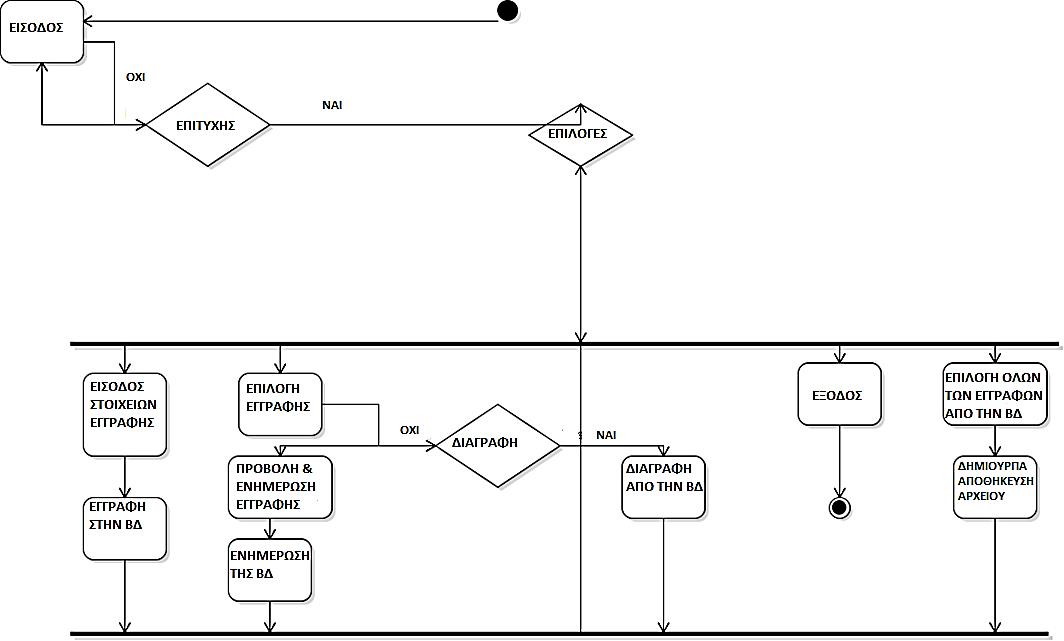 ΕΙΣΟΔΟΣ
ΟΧΙ
ΕΠΙΤΥΧΗΣ
ΝΑΙ
ΕΠΙΛΟΓΕΣ
ΕΙΣΟΔΟΣ
ΣΤΟΙΧΕΙΩΝ
ΕΓΓΡΑΦΗΣ
ΕΓΓΡΑΦΗ
ΣΤΗΝ ΒΔ
ΕΠΙΛΟΓΗ
ΕΓΓΡΑΦΗΣ
ΠΡΟΒΟΛΗ &
ΕΝΗΜΕΡΩΣΗ
ΕΓΓΡΑΦΗΣ
ΕΝΗΜΕΡΩΣΗ
ΤΗΣ ΒΔ
ΟΧΙ
ΔΙΑΓΡΑΦΗ
ΝΑΙ
ΔΙΑΓΡΑΦΗ
ΑΠΟ ΤΗΝ ΒΔ
ΕΞΟΔΟΣ
ΕΠΙΛΟΓΗ ΟΛΩΝ
ΤΩΝ ΕΓΓΡΑΦΩΝ
ΑΠΟ ΤΗΝ ΒΔ
ΔΗΜΙΟΥΡΓΙΑ
ΑΠΟΘΗΚΕΥΣΗ
ΑΡΧΕΙΟΥ